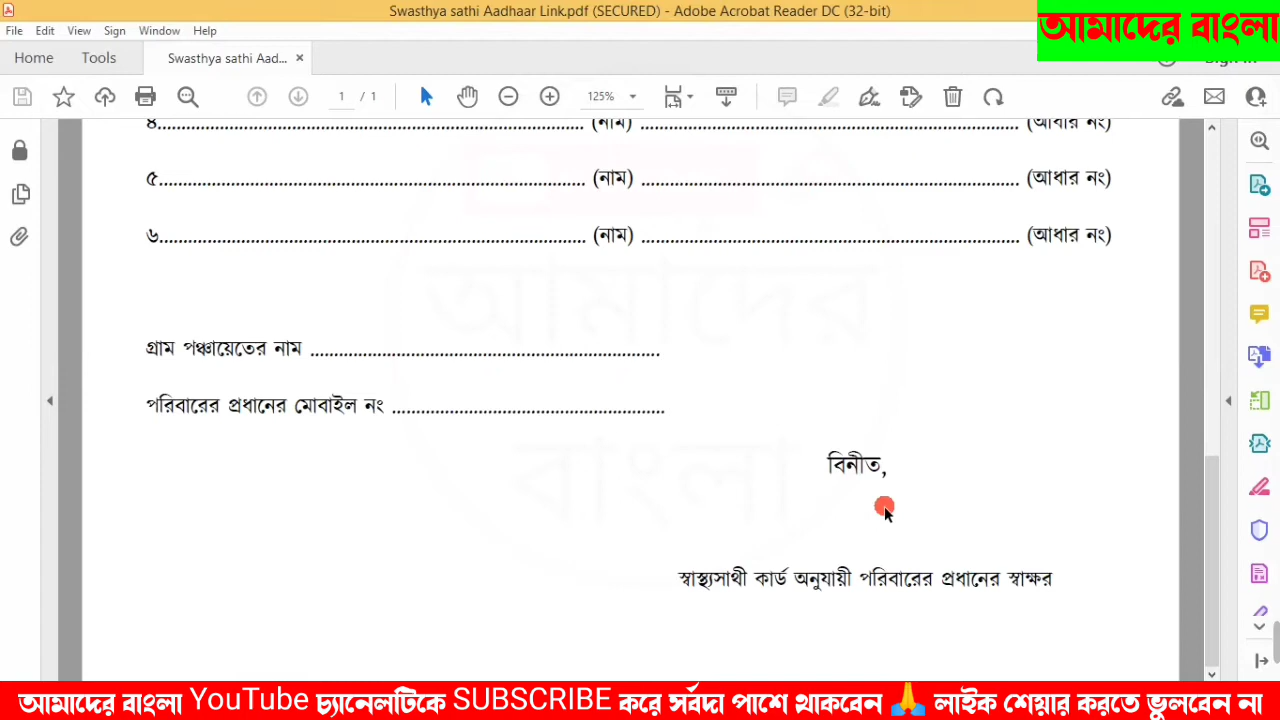 Swasthya sathi Aadhaar Link.pdf (SECURED) - Adobe Acrobat Reader DC (32-bit)
আমাদের বাংলা
File Edit View Sign Window Help
Home Tools Swasthya sathi Aad... ×
1 / 1 125%
৪.......................................................................................... (নাম) ................................................................................ (আধার নং)
৫.......................................................................................... (নাম) ................................................................................ (আধার নং)
৬.......................................................................................... (নাম) ................................................................................ (আধার নং)
আমাদের
গ্রাম পঞ্চায়েতের নাম ..........................................................................
পরিবারের প্রধানের মোবাইল নং .........................................................
বাংলা
বিনীত,
স্বাস্থ্যসাথী কার্ড অনুযায়ী পরিবারের প্রধানের স্বাক্ষর
আমাদের বাংলা YouTube চ্যানেলটিকে SUBSCRIBE করে সর্বদা পাশে থাকবেন 🙏 লাইক শেয়ার করতে ভুলবেন না